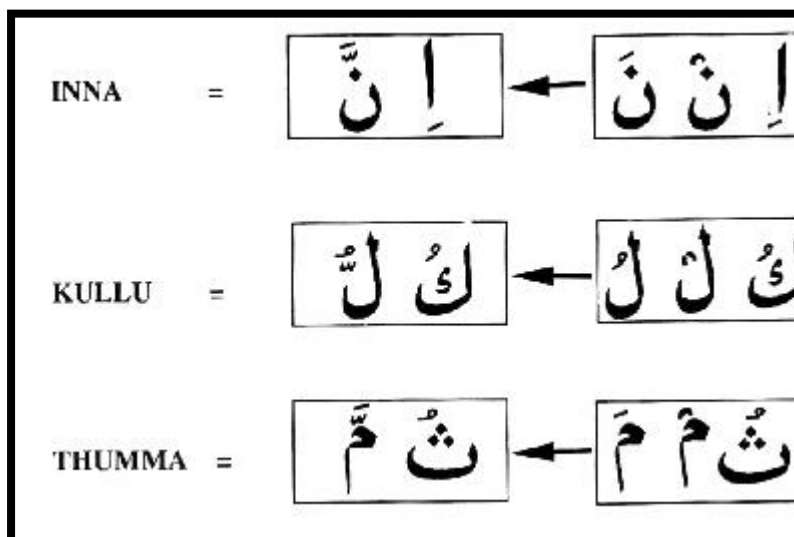 INNA = اِ نَّ ← اِ نْ نَ
KULLU = كُ لُّ ← كُ لْ لُ
THUMMA = ثُ مَّ ← ثُ مْ مَ